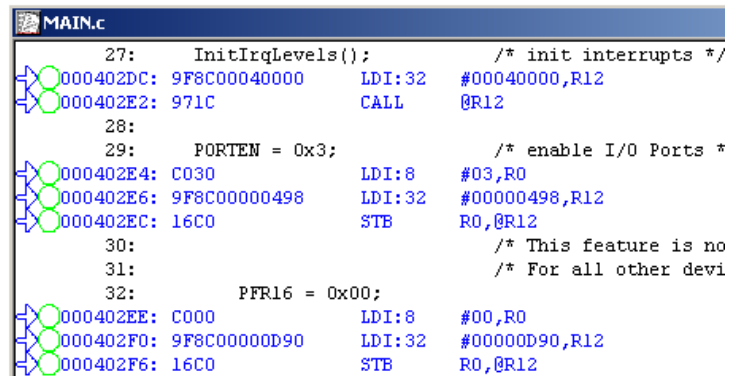 MAIN.c
27: InitIrqLevels(); /* init interrupts */
000402DC: 9F8C00040000 LDI:32 #00040000,R12
000402E2: 971C CALL @R12
28:
29: PORTEN = 0x3; /* enable I/O Ports *
000402E4: C030 LDI:8 #03,R0
000402E6: 9F8C00000498 LDI:32 #00000498,R12
000402EC: 16C0 STB R0,@R12
30: /* This feature is no
31: /* For all other devi
32: PFR16 = 0x00;
000402EE: C000 LDI:8 #00,R0
000402F0: 9F8C00000D90 LDI:32 #00000D90,R12
000402F6: 16C0 STB R0,@R12